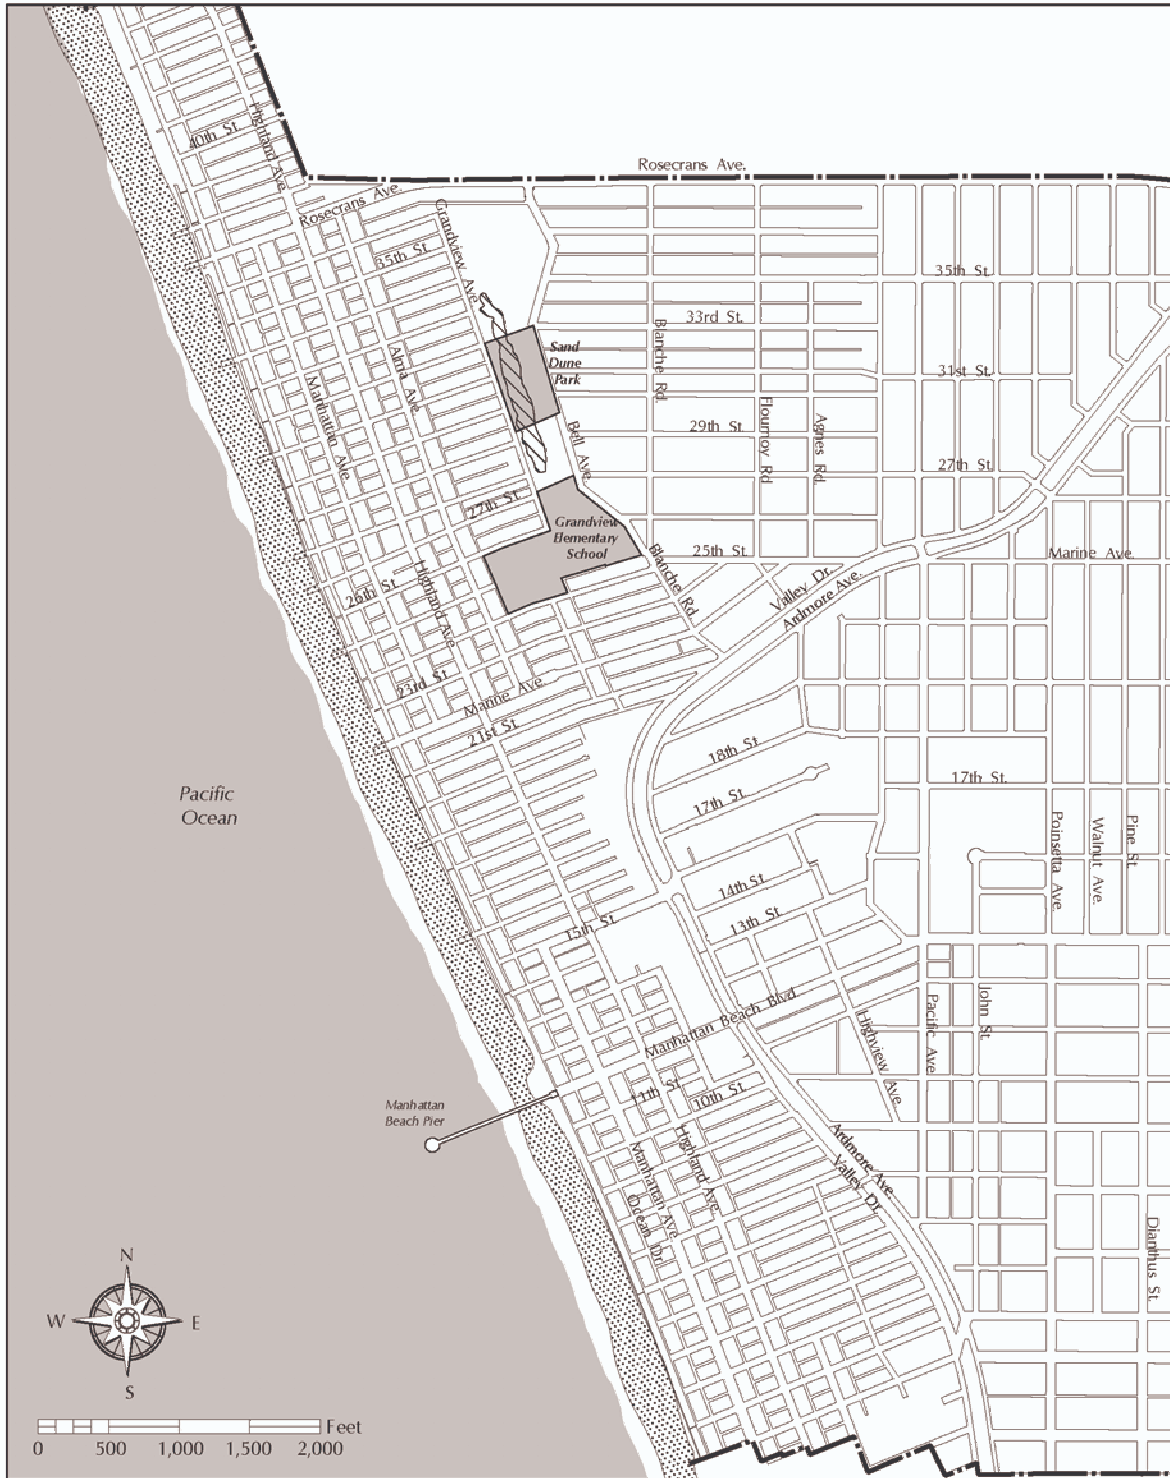 Rosecrans Ave.
40th St.
Highland Ave.
Rosecrans Ave.
Grandview Ave.
35th St.
35th St.
33rd St.
Blanche Rd.
Sand
Dune
Park
Alma Ave.
31st St.
Manhattan Ave.
Flournoy Rd
Agnes Rd.
29th St.
Bell Ave.
27th St.
27th St.
Grandview
Elementary
School
25th St.
Blanche Rd.
Marine Ave.
Valley Dr.
Ardmore Ave.
26th St.
Highland Ave.
23rd St.
Marine Ave
21st St.
18th St.
17th St.
17th St.
Pacific
Ocean
Poinsetta Ave.
Walnut Ave.
Pine St.
14th St
13th St.
15th St.
Manhattan Beach Blvd
Highview Ave.
Pacific Ave.
John St.
11th St.
10th St.
Manhattan
Beach Pier
Highland Ave.
Manhattan Ave.
Ocean Dr.
Ardmore Ave.
Valley Dr.
Dianthus St.
N
W
E
S
Feet
0 500 1,000 1,500 2,000